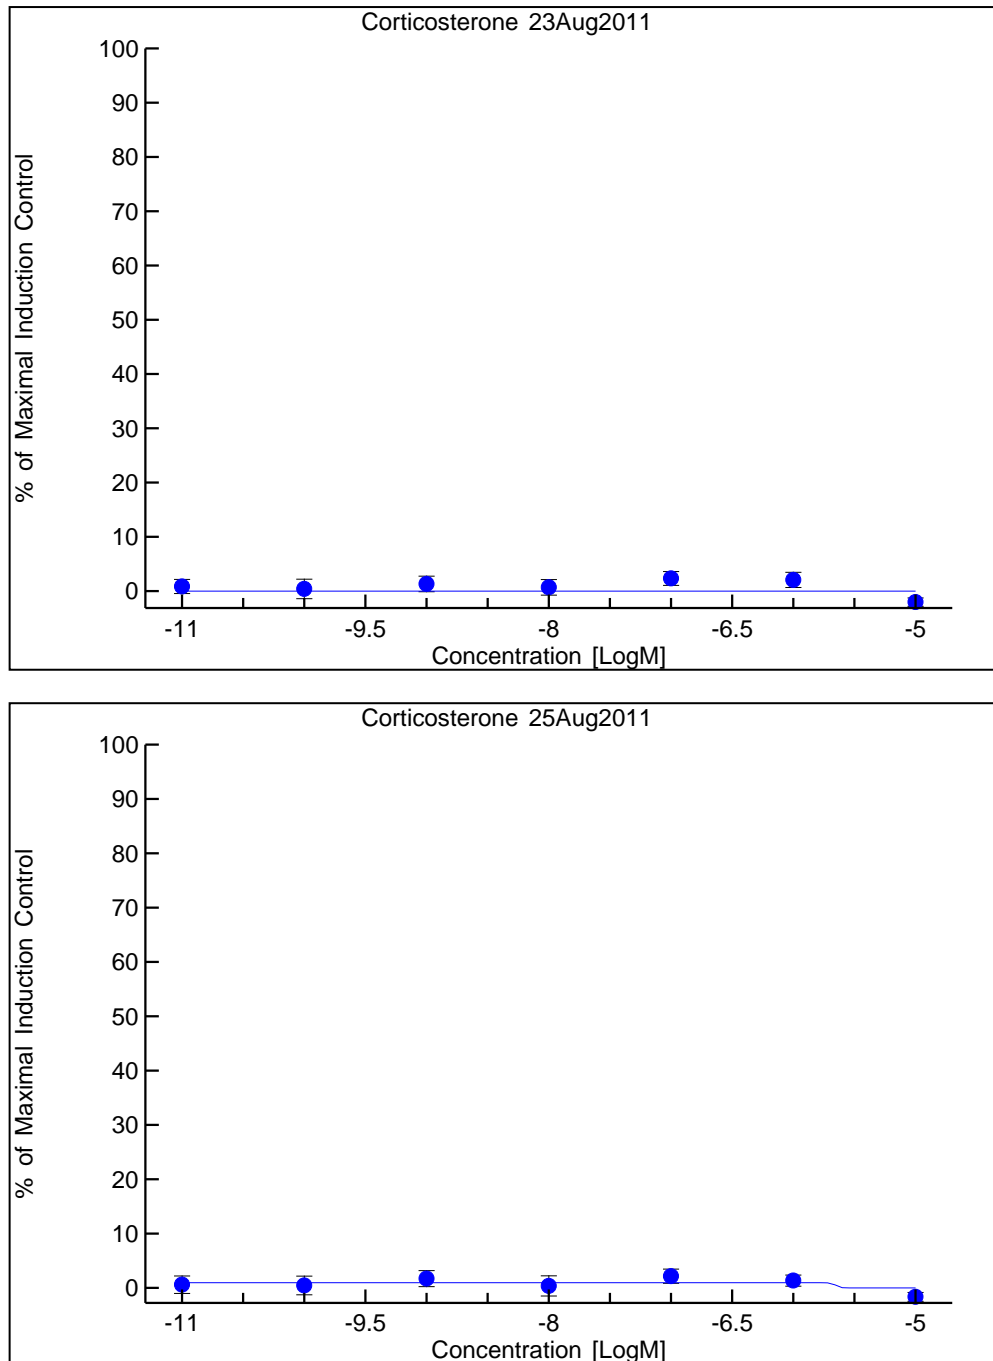 Corticosterone 23Aug2011
100
90
80
70
60
50
40
30
20
10
0
% of Maximal Induction Control
-11 -9.5 -8 -6.5 -5
Concentration [LogM]
Corticosterone 25Aug2011
100
90
80
70
60
50
40
30
20
10
0
% of Maximal Induction Control
-11 -9.5 -8 -6.5 -5
Concentration [LogM]